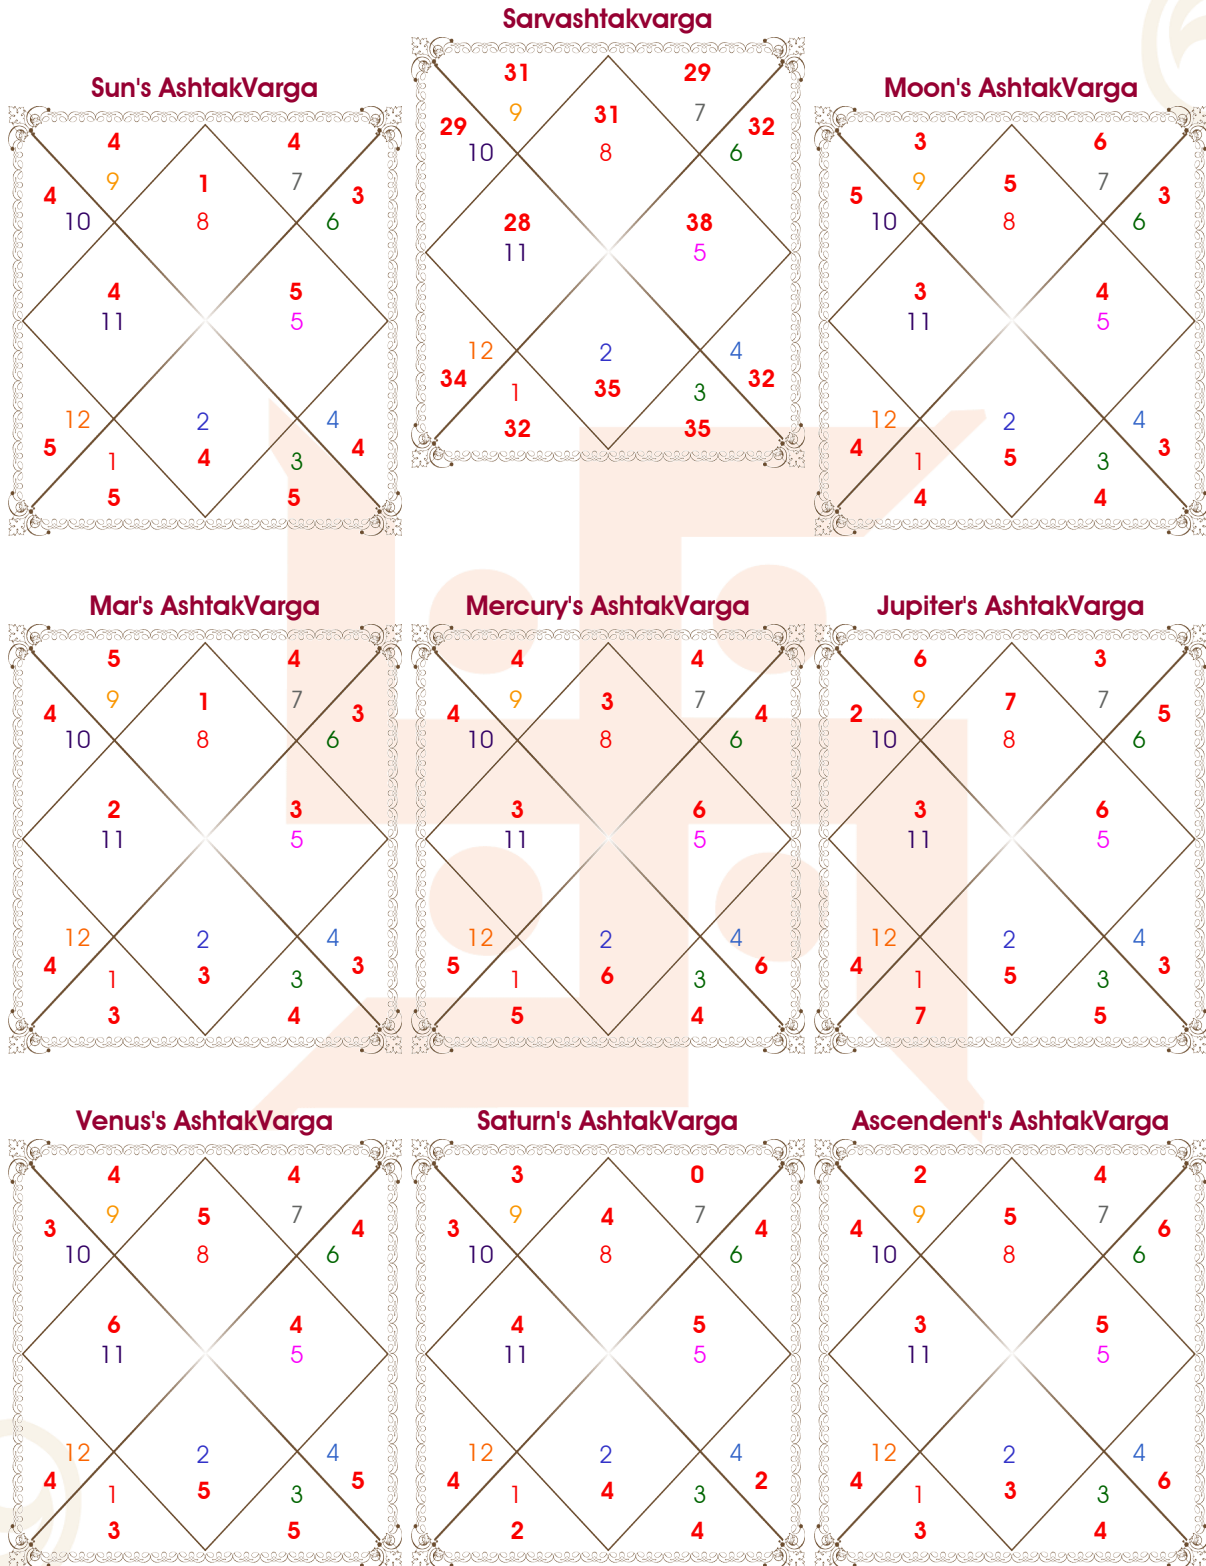 Sarvashtakvarga
31 29
9 31 7
29 32
10 8 6
28 38
11 5
12 2 4
34 35 32
1 3
32 35
Sun's AshtakVarga
4 4
9 1 7
4 3
10 8 6
4 5
11 5
12 2 4
5 4 4
1 3
5 5
Moon's AshtakVarga
3 6
9 5 7
5 3
10 8 6
3 4
11 5
12 2 4
4 5 3
1 3
4 4
Mar's AshtakVarga
5 4
9 1 7
4 3
10 8 6
2 3
11 5
12 2 4
4 3 3
1 3
3 4
Mercury's AshtakVarga
4 4
9 3 7
4 4
10 8 6
3 6
11 5
12 2 4
5 6 6
1 3
5 4
Jupiter's AshtakVarga
6 3
9 7 7
2 5
10 8 6
3 6
11 5
12 2 4
4 5 3
1 3
7 5
Venus's AshtakVarga
4 4
9 5 7
3 4
10 8 6
6 4
11 5
12 2 4
4 5 5
1 3
3 5
Saturn's AshtakVarga
3 0
9 4 7
3 4
10 8 6
4 5
11 5
12 2 4
4 4 2
1 3
2 4
Ascendent's AshtakVarga
2 4
9 5 7
4 6
10 8 6
3 5
11 5
12 2 4
4 3 6
1 3
3 4